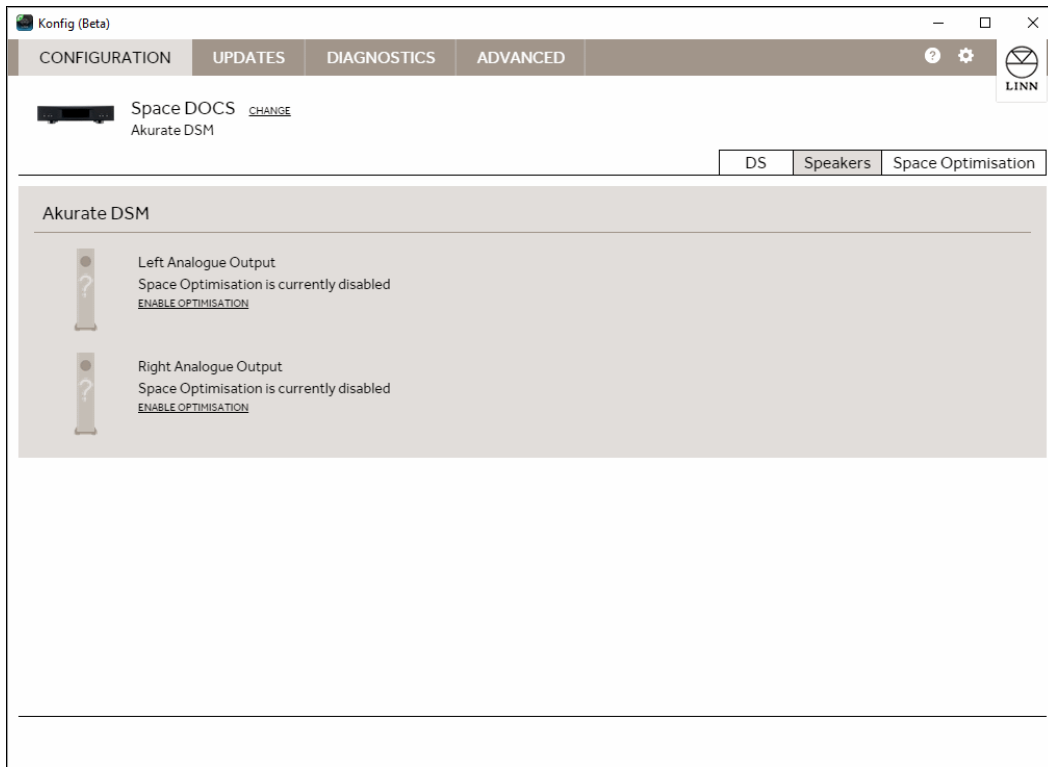 Konfig (Beta)
CONFIGURATION UPDATES DIAGNOSTICS ADVANCED
LINN
Space DOCS CHANGE
Akurate DSM
DS Speakers Space Optimisation
Akurate DSM
Left Analogue Output
Space Optimisation is currently disabled
ENABLE OPTIMISATION
Right Analogue Output
Space Optimisation is currently disabled
ENABLE OPTIMISATION